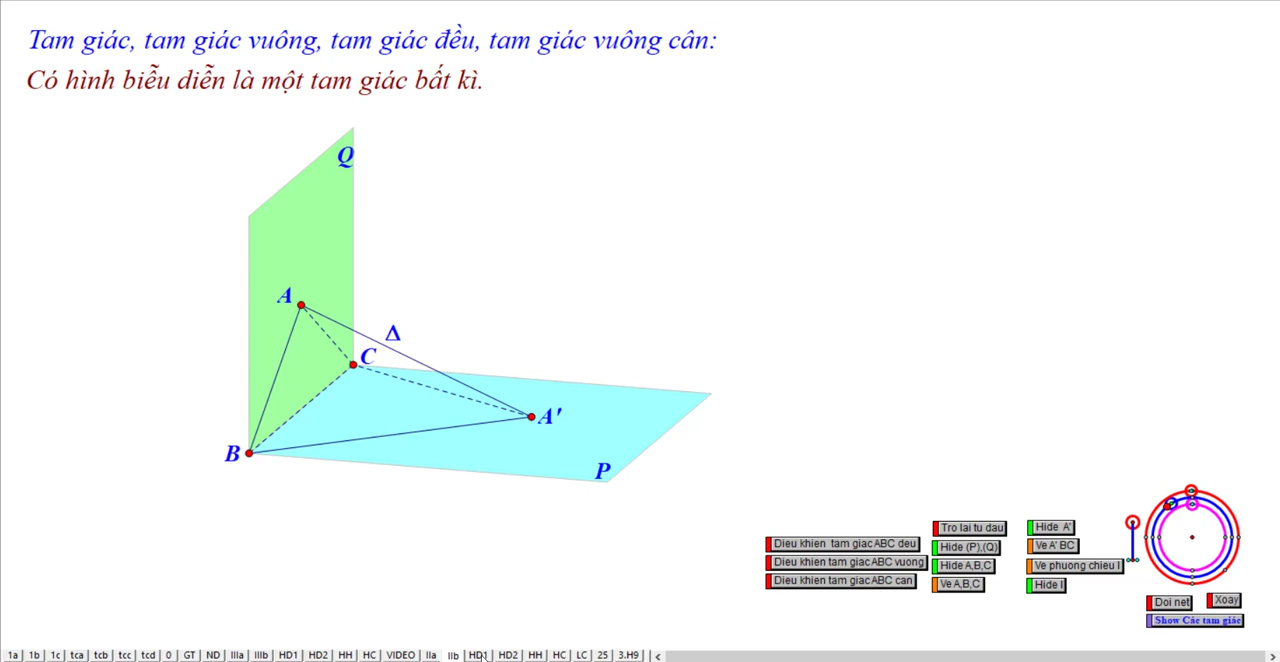 Tam giác, tam giác vuông, tam giác đều, tam giác vuông cân:
Có hình biễu diễn là một tam giác bất kì.
Q
A
Δ
C
A'
B
P
Dieu khien tam giac ABC deu
Dieu khien tam giac ABC vuong
Dieu khien tam giac ABC can
Tro lai tu dau
Hide (P),(Q)
Hide A,B,C
Ve A,B,C
Hide A'
Ve A' BC
Ve phuong chieu l
Hide l
Doi net
Xoay
Show Các tam giác
1a 1b 1c tca tcb tcc tcd 0 GT ND IIIa IIIb HD1 HD2 HH HC VIDEO IIa IIb HD1 HD2 HH HC LC 25 3.H9